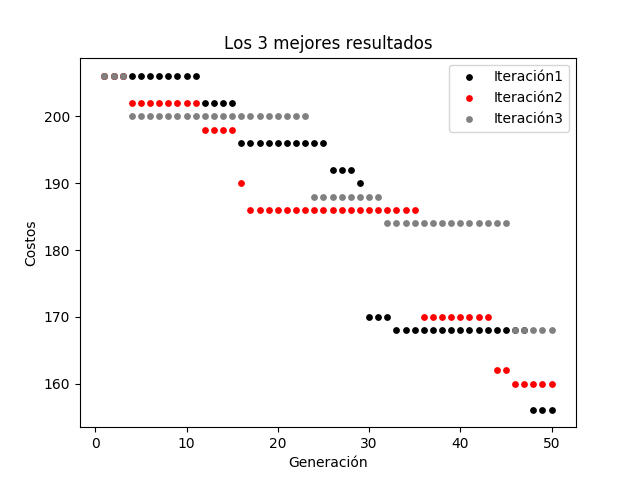 Los 3 mejores resultados
Iteración1
Iteración2
Iteración3
Costos
200
190
180
170
160
0 10 20 30 40 50
Generación